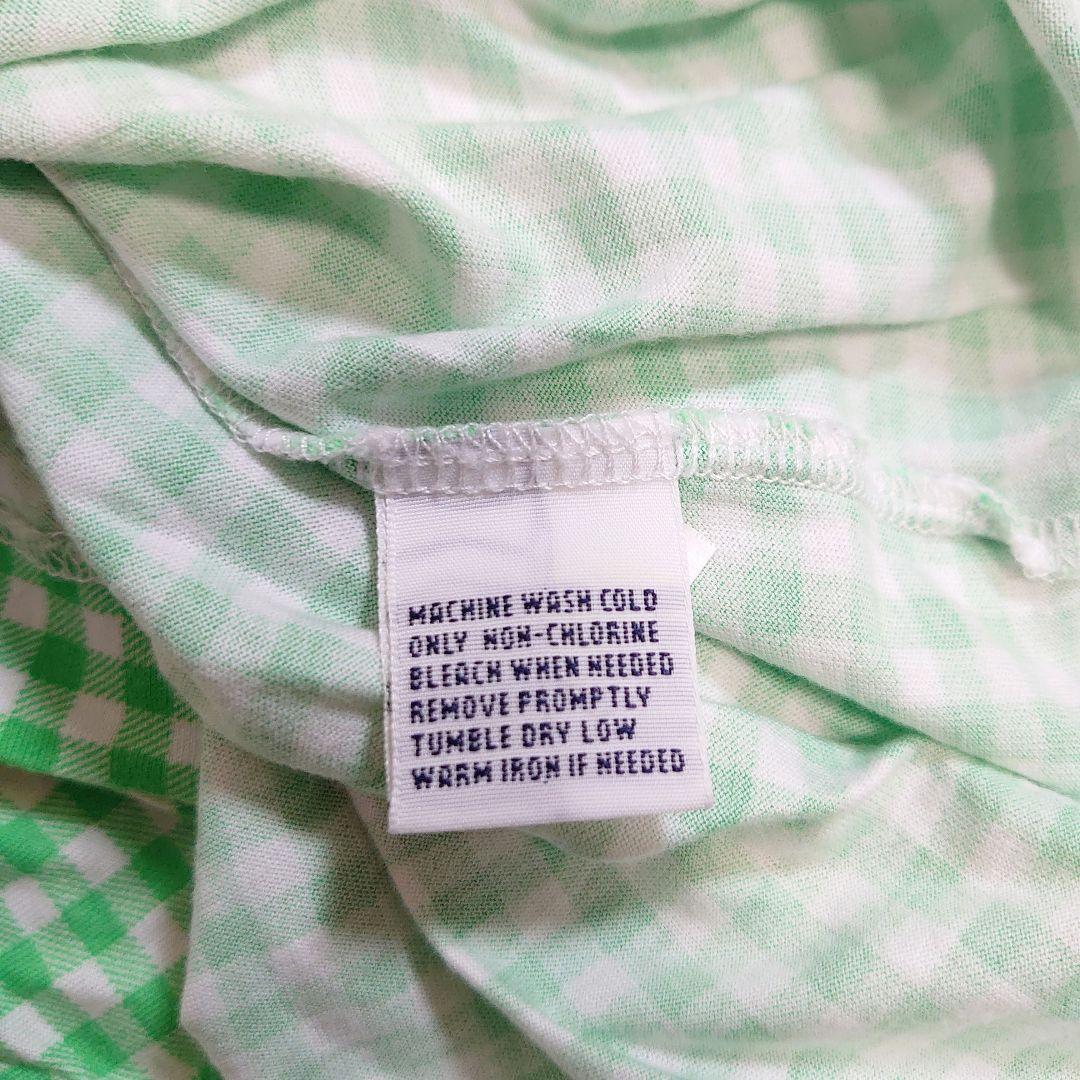 MACHINE WASH COLD
ONLY NON-CHLORINE
BLEACH WHEN NEEDED
REMOVE PROMPTLY
TUMBLE DRY LOW
WARM IRON IF NEEDED